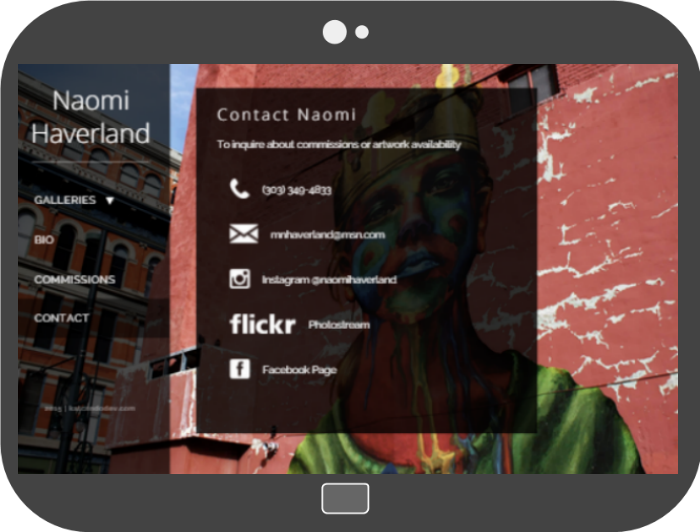 Naomi
Haverland
GALLERIES ▼
BIO
COMMISSIONS
CONTACT
Contact Naomi
To inquire about commissions or artwork availability
(303) 349-4833
mnhaverland@msn.com
Instagram @naomihaverland
flickr Photostream
Facebook Page